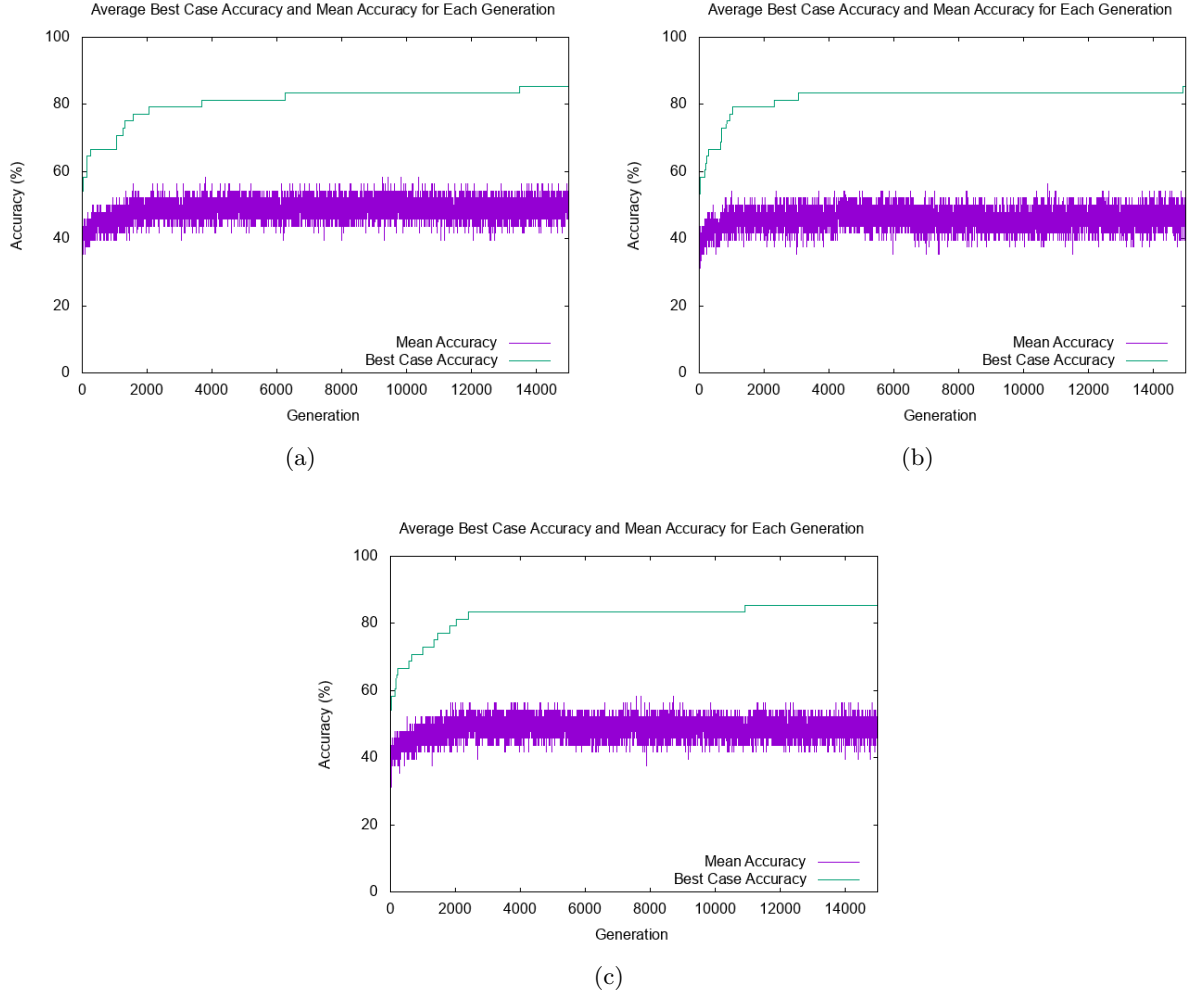 Average Best Case Accuracy and Mean Accuracy for Each Generation
100
80
60
40
20
0
Accuracy (%)
Mean Accuracy
Best Case Accuracy
0 2000 4000 6000 8000 10000 12000 14000
Generation
(a)
Average Best Case Accuracy and Mean Accuracy for Each Generation
100
80
60
40
20
0
Accuracy (%)
Mean Accuracy
Best Case Accuracy
0 2000 4000 6000 8000 10000 12000 14000
Generation
(b)
Average Best Case Accuracy and Mean Accuracy for Each Generation
100
80
60
40
20
0
Accuracy (%)
Mean Accuracy
Best Case Accuracy
0 2000 4000 6000 8000 10000 12000 14000
Generation
(c)